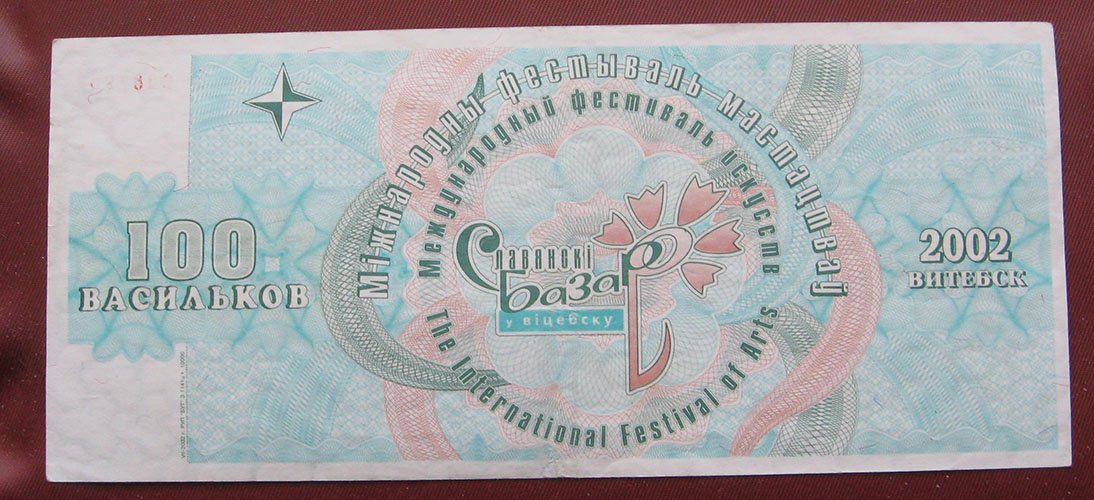 100
ВАСИЛЬКОВ
Міжнародны фестываль мастацтваў
Международный фестиваль искусств
Славянскі
базар
у віцебску
The International Festival of Arts
2002
ВИТЕБСК